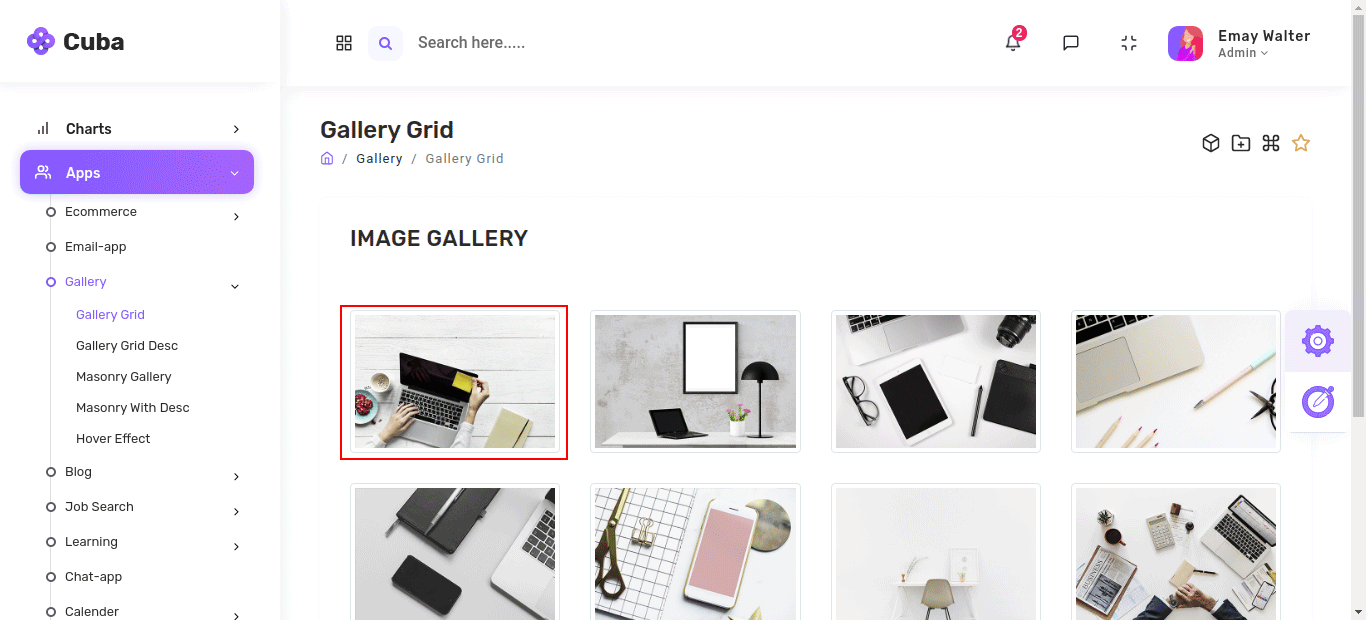 Cuba
Search here.....
2
Emay Walter
Admin
Charts
Apps
Ecommerce
Email-app
Gallery
Gallery Grid
Gallery Grid Desc
Masonry Gallery
Masonry With Desc
Hover Effect
Blog
Job Search
Learning
Chat-app
Calender
Gallery Grid
/ Gallery / Gallery Grid
IMAGE GALLERY
BUSINESS